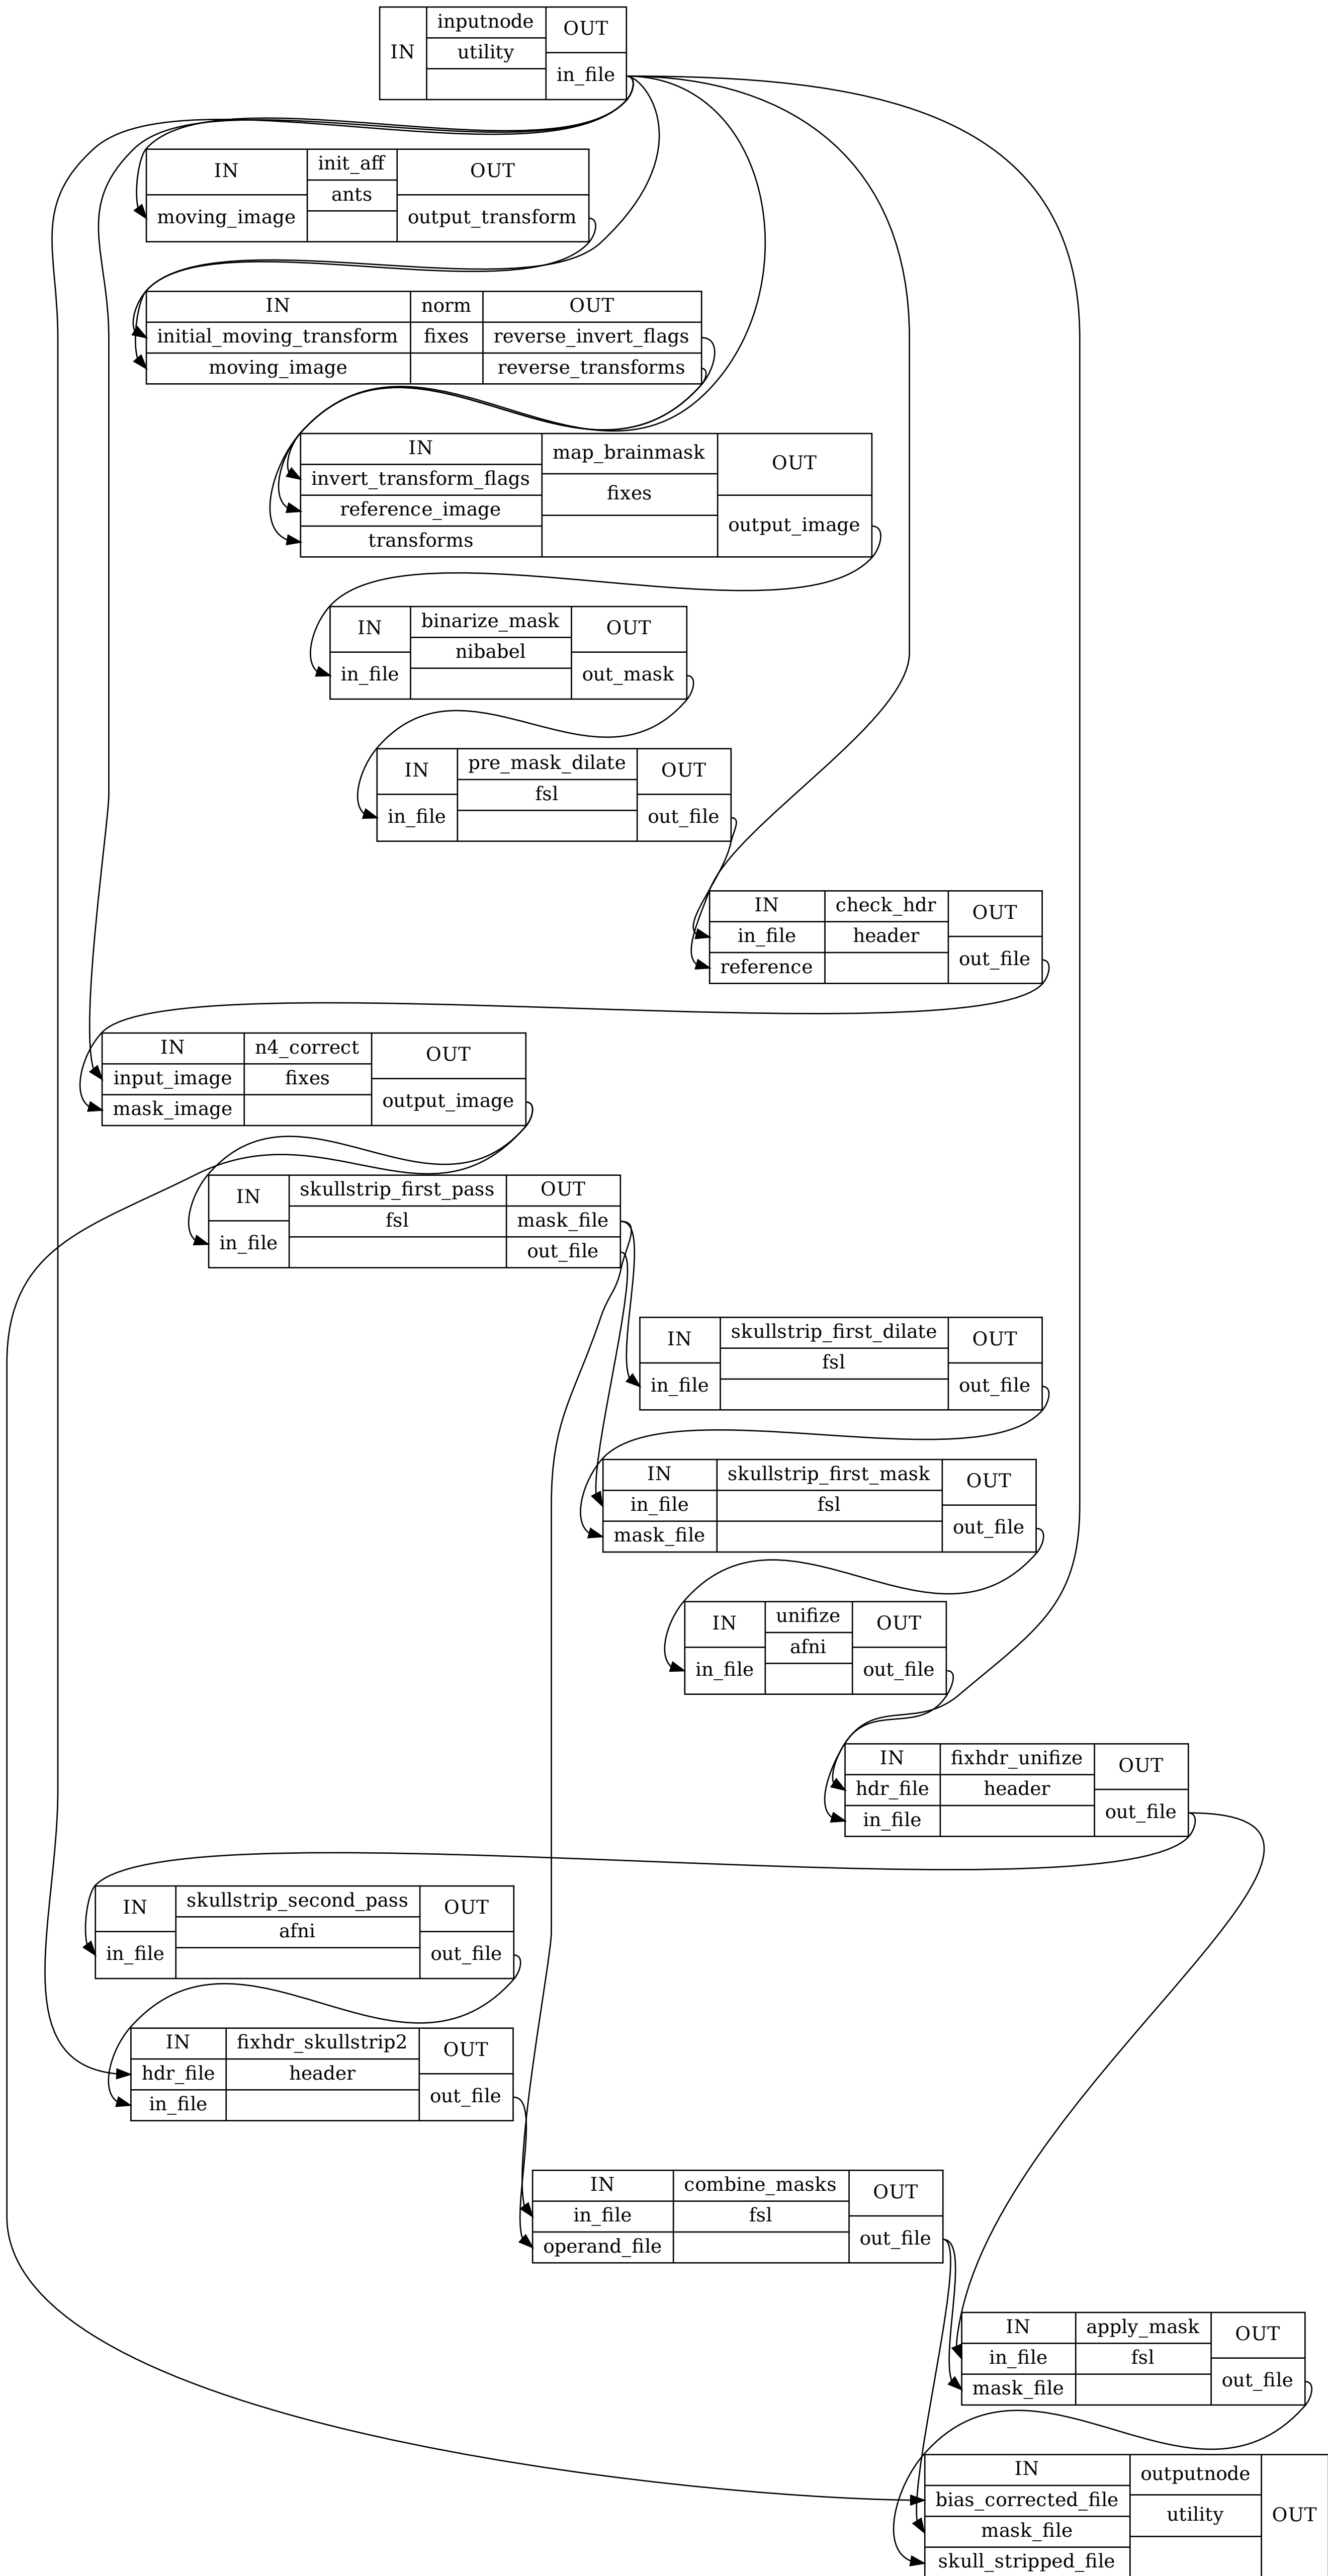 IN
inputnode
utility
OUT
in_file
IN
moving_image
init_aff
ants
OUT
output_transform
IN
initial_moving_transform
moving_image
norm
fixes
OUT
reverse_invert_flags
reverse_transforms
IN
invert_transform_flags
reference_image
transforms
map_brainmask
fixes
OUT
output_image
IN
in_file
binarize_mask
nibabel
OUT
out_mask
IN
in_file
pre_mask_dilate
fsl
OUT
out_file
IN
in_file
reference
check_hdr
header
OUT
out_file
IN
input_image
mask_image
n4_correct
fixes
OUT
output_image
IN
in_file
skullstrip_first_pass
fsl
OUT
mask_file
out_file
IN
in_file
skullstrip_first_dilate
fsl
OUT
out_file
IN
in_file
mask_file
skullstrip_first_mask
fsl
OUT
out_file
IN
in_file
unifize
afni
OUT
out_file
IN
hdr_file
in_file
fixhdr_unifize
header
OUT
out_file
IN
in_file
skullstrip_second_pass
afni
OUT
out_file
IN
hdr_file
in_file
fixhdr_skullstrip2
header
OUT
out_file
IN
in_file
operand_file
combine_masks
fsl
OUT
out_file
IN
in_file
mask_file
apply_mask
fsl
OUT
out_file
IN
bias_corrected_file
mask_file
skull_stripped_file
outputnode
utility
OUT